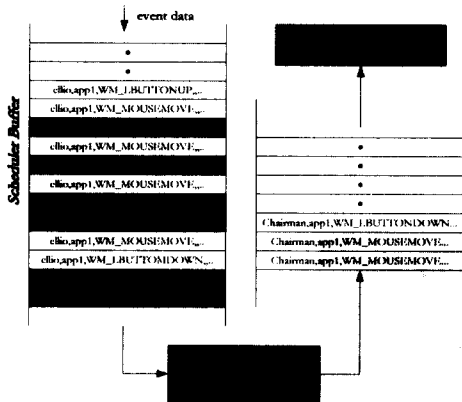 event data
Scheduler Buffer
ellio,app1,WM_LBUTTONUP,,...
ellio,app1,WM_MOUSEMOVE,,...
ellio,app1,WM_MOUSEMOVE,,...
ellio,app1,WM_MOUSEMOVE,,...
ellio,app1,WM_MOUSEMOVE,,...
ellio,app1,WM_LBUTTOMDOWN,,...
Chairman,app1,WM_LBUTTONDOWN...
Chairman,app1,WM_MOUSEMOVE...
Chairman,app1,WM_MOUSEMOVE...